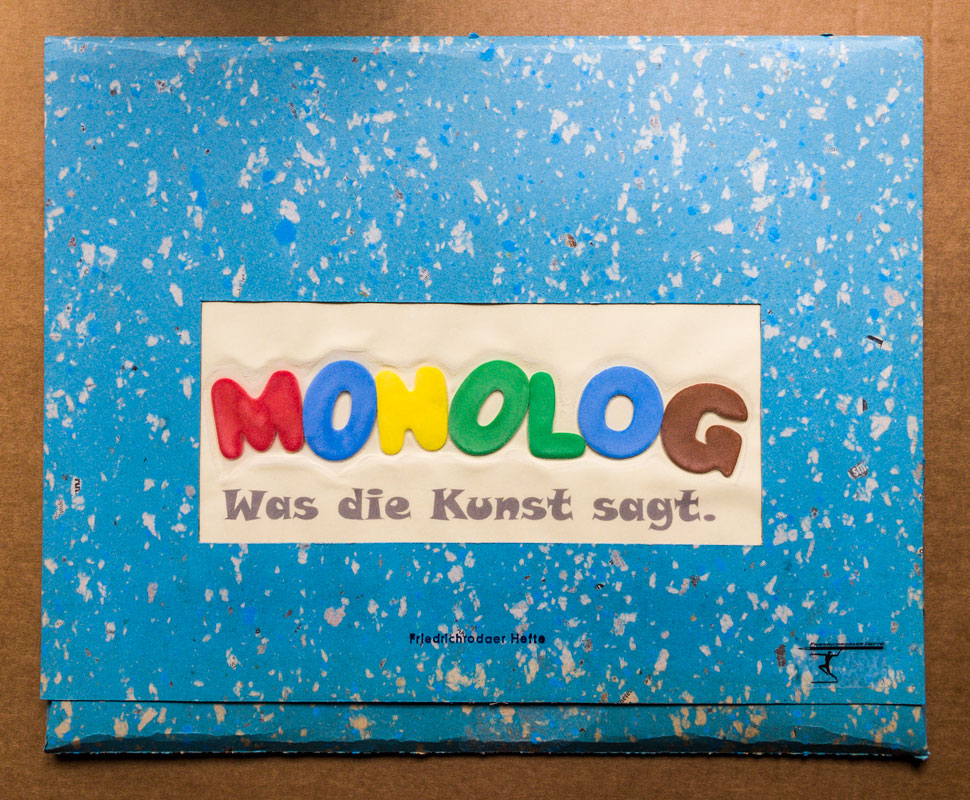 MONOLOG
Was die Kunst sagt.
Friedrichrodaer Hefte